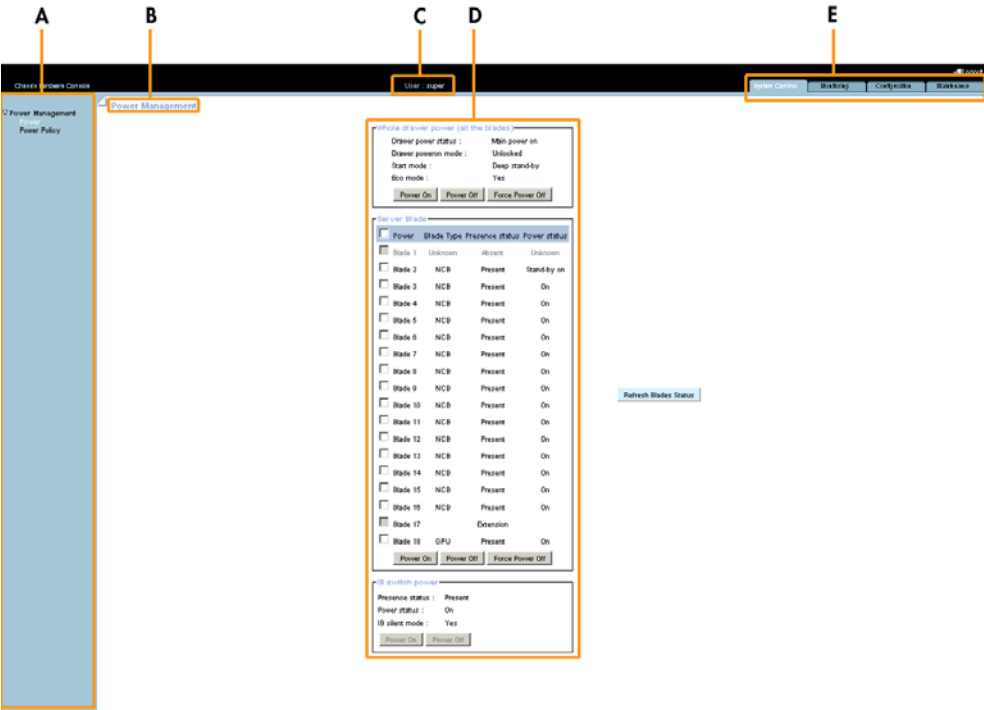 A B C D E
Logout
Chassis Hardware Console User : super System Control Monitoring Configuration Maintenance
Power Management
Power Management
Power
Power Policy
Whole drawer power (all the blades)
Drawer power status : Main power on
Drawer poweron mode : Unlocked
Start mode : Deep stand-by
Eco mode : Yes
Power On Power Off Force Power Off
Server Blade
Power Blade Type Presence status Power status
Blade 1 Unknown Absent Unknown
Blade 2 NCB Present Stand-by on
Blade 3 NCB Present On
Blade 4 NCB Present On
Blade 5 NCB Present On
Blade 6 NCB Present On
Blade 7 NCB Present On
Blade 8 NCB Present On
Blade 9 NCB Present On
Blade 10 NCB Present On
Blade 11 NCB Present On
Blade 12 NCB Present On
Blade 13 NCB Present On
Blade 14 NCB Present On
Blade 15 NCB Present On
Blade 16 NCB Present On
Blade 17 Extension
Blade 18 GPU Present On
Power On Power Off Force Power Off
Refresh Blades Status
IB switch power
Presence status : Present
Power status : On
IB silent mode : Yes
Power On Power Off